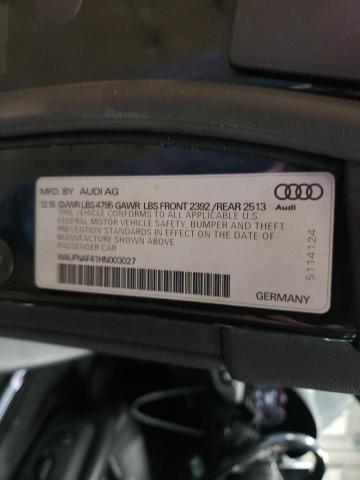 MFD. BY AUDI AG
12 16 GVWR LBS 4795 GAWR LBS FRONT 2392 /REAR 2513
THIS VEHICLE CONFORMS TO ALL APPLICABLE U.S
FEDERAL MOTOR VEHICLE SAFETY, BUMPER AND THEFT
PREVENTION STANDARDS IN EFFECT ON THE DATE OF
MANUFACTURE SHOWN ABOVE
PASSENGER CAR
WAUPNAF41HN003027
Audi
5114124
GERMANY